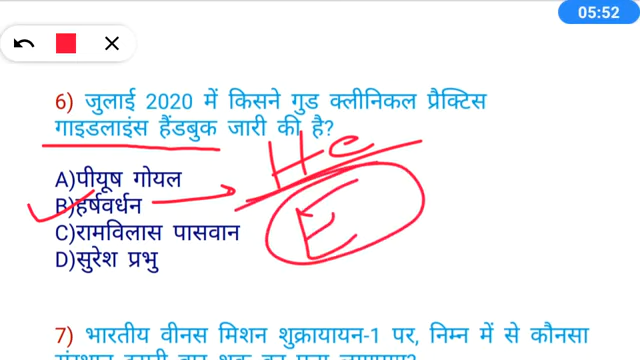 05:52
6) जुलाई 2020 में किसने गुड क्लीनिकल प्रैक्टिस
गाइडलाइंस हैंडबुक जारी की है?
He
A)पीयूष गोयल
B)हर्षवर्धन
E
C)रामविलास पासवान
D)सुरेश प्रभु
7) भारतीय वीनस मिशन शुक्रायायन-1 पर, निम्न में से कौनसा